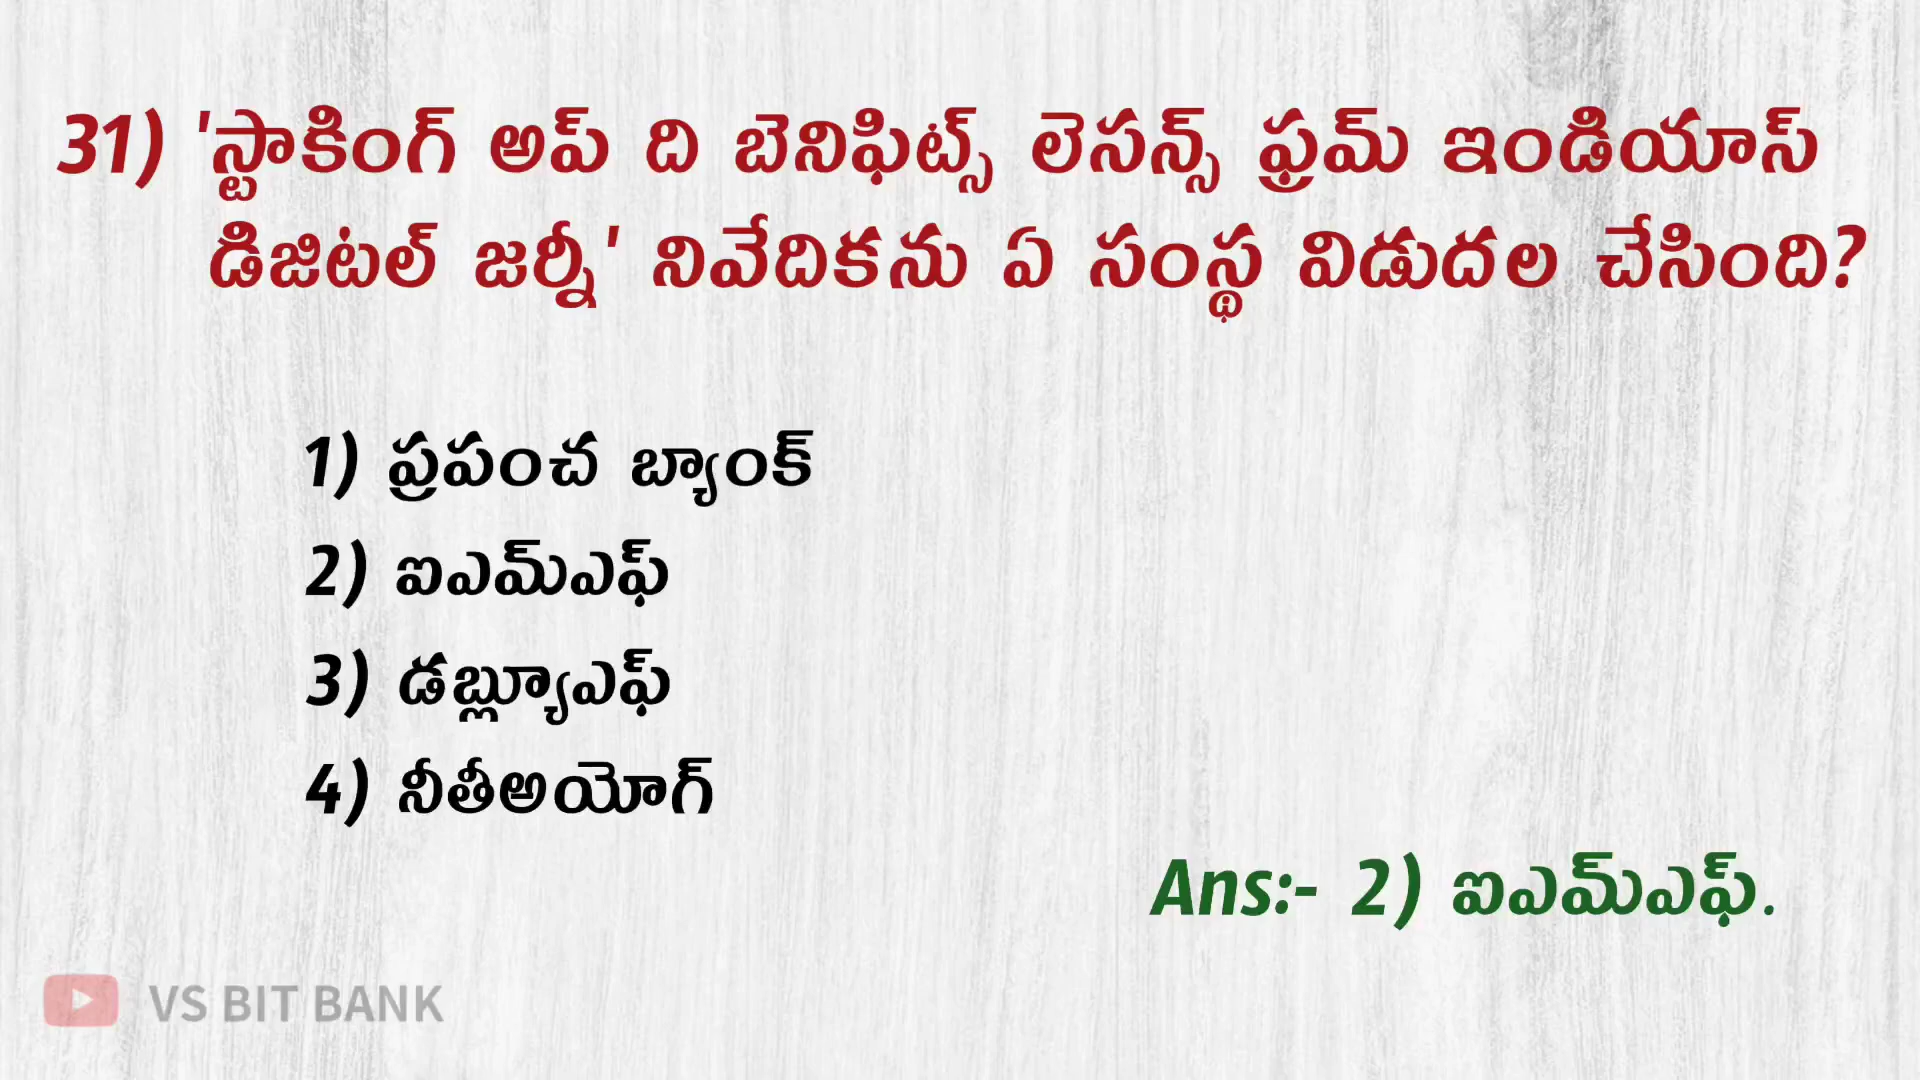 31) 'స్టాకింగ్ అప్ ది బెనిఫిట్స్ లెసన్స్ ఫ్రమ్ ఇండియాస్
డిజిటల్ జర్నీ' నివేదికను ఏ సంస్థ విడుదల చేసింది?
1) ప్రపంచ బ్యాంక్
2) ఐఎమ్ఎఫ్
3) డబ్ల్యూఎఫ్
4) నీతీఅయోగ్
Ans:- 2) ఐఎమ్ఎఫ్.
VS BIT BANK